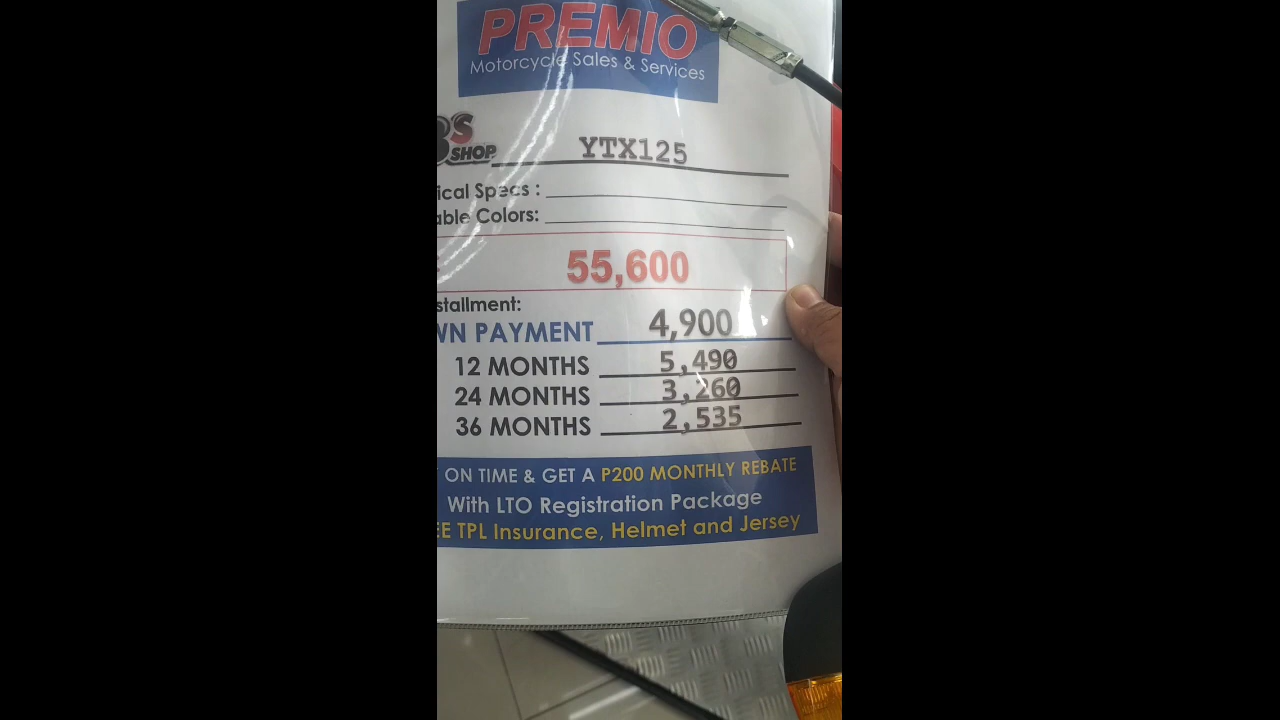 PREMIO
Motorcycle Sales & Services
3S SHOP YTX125
ical Specs :
able Colors:
55,600
stallment:
WN PAYMENT 4,900
12 MONTHS 5,490
24 MONTHS 3,260
36 MONTHS 2,535
ON TIME & GET A P200 MONTHLY REBATE
With LTO Registration Package
EE TPL Insurance, Helmet and Jersey